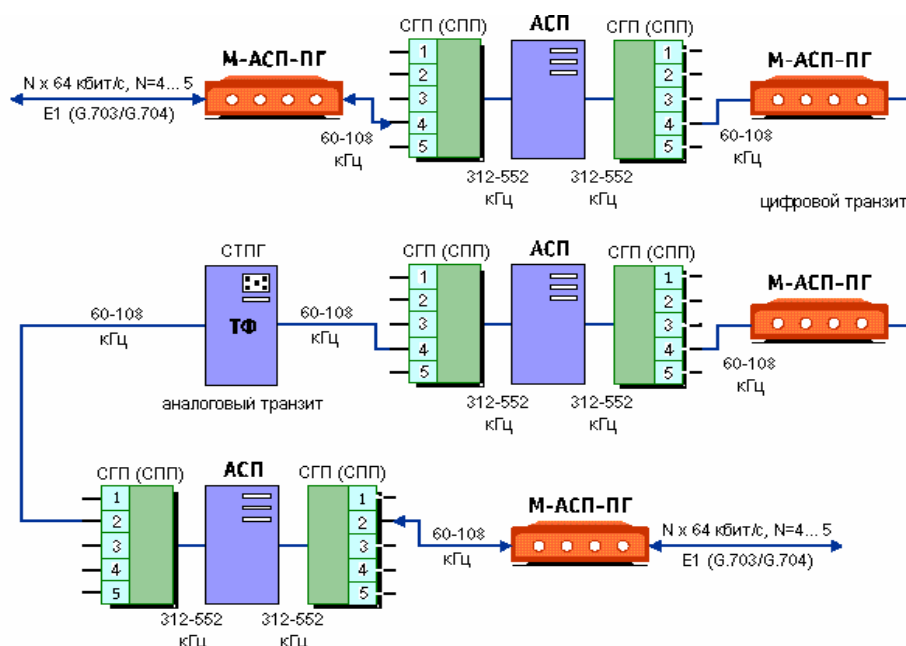 СГП (СПП)
АСП
СГП (СПП)
М-АСП-ПГ
М-АСП-ПГ
N x 64 кбит/с, N=4... 5
E1 (G.703/G.704)
1
2
3
4
5
1
2
3
4
5
60-108
кГц
60-108
кГц
312-552
кГц
312-552
кГц
цифровой транзит
СТПГ
СГП (СПП)
АСП
СГП (СПП)
М-АСП-ПГ
ТФ
60-108
кГц
60-108
кГц
1
2
3
4
5
1
2
3
4
5
60-108
кГц
аналоговый транзит
312-552
кГц
312-552
кГц
СГП (СПП)
АСП
СГП (СПП)
М-АСП-ПГ
1
2
3
4
5
1
2
3
4
5
60-108
кГц
N x 64 кбит/с, N=4... 5
E1 (G.703/G.704)
312-552
кГц
312-552
кГц